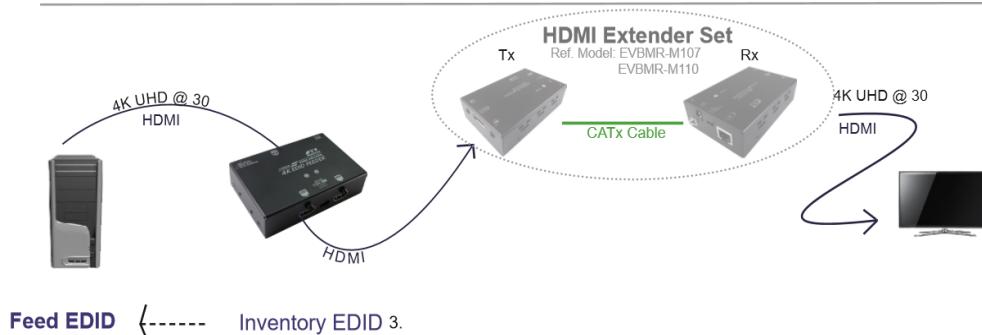 HDMI Extender Set
Tx
Ref. Model: EVBMR-M107
Rx
EVBMR-M110
4K UHD @ 30
HDMI
CATx Cable
4K UHD @ 30
HDMI
4K EDID FEEDER
HDMI
Feed EDID
Inventory EDID 3.